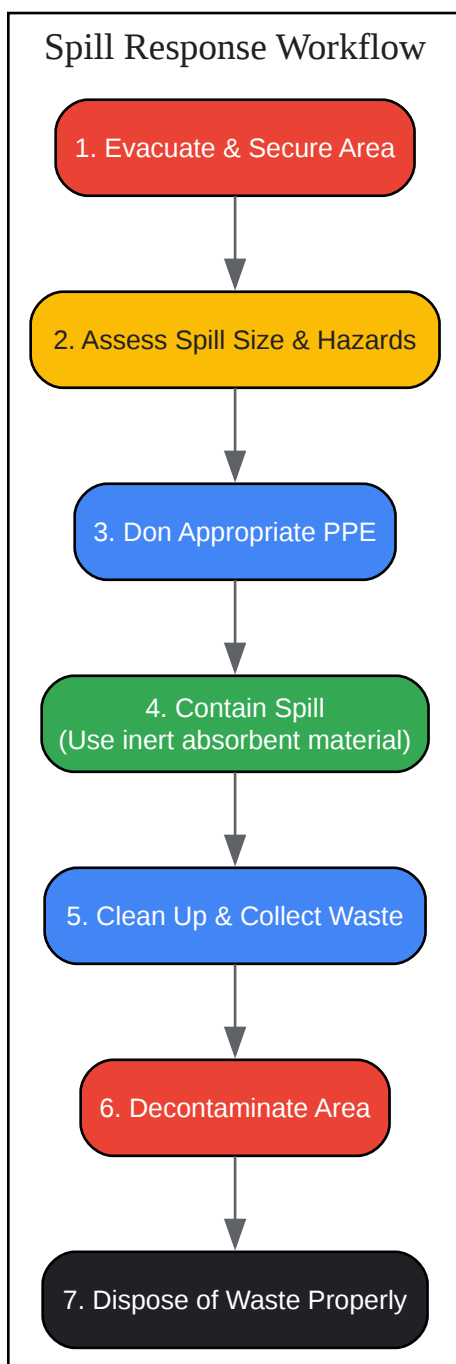 Spill Response Workflow
1. Evacuate & Secure Area
2. Assess Spill Size & Hazards
3. Don Appropriate PPE
4. Contain Spill
(Use inert absorbent material)
5. Clean Up & Collect Waste
6. Decontaminate Area
7. Dispose of Waste Properly